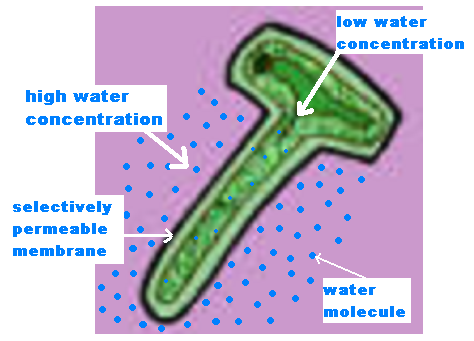 low water
concentration
high water
concentration
selectively
permeable
membrane
water
molecule